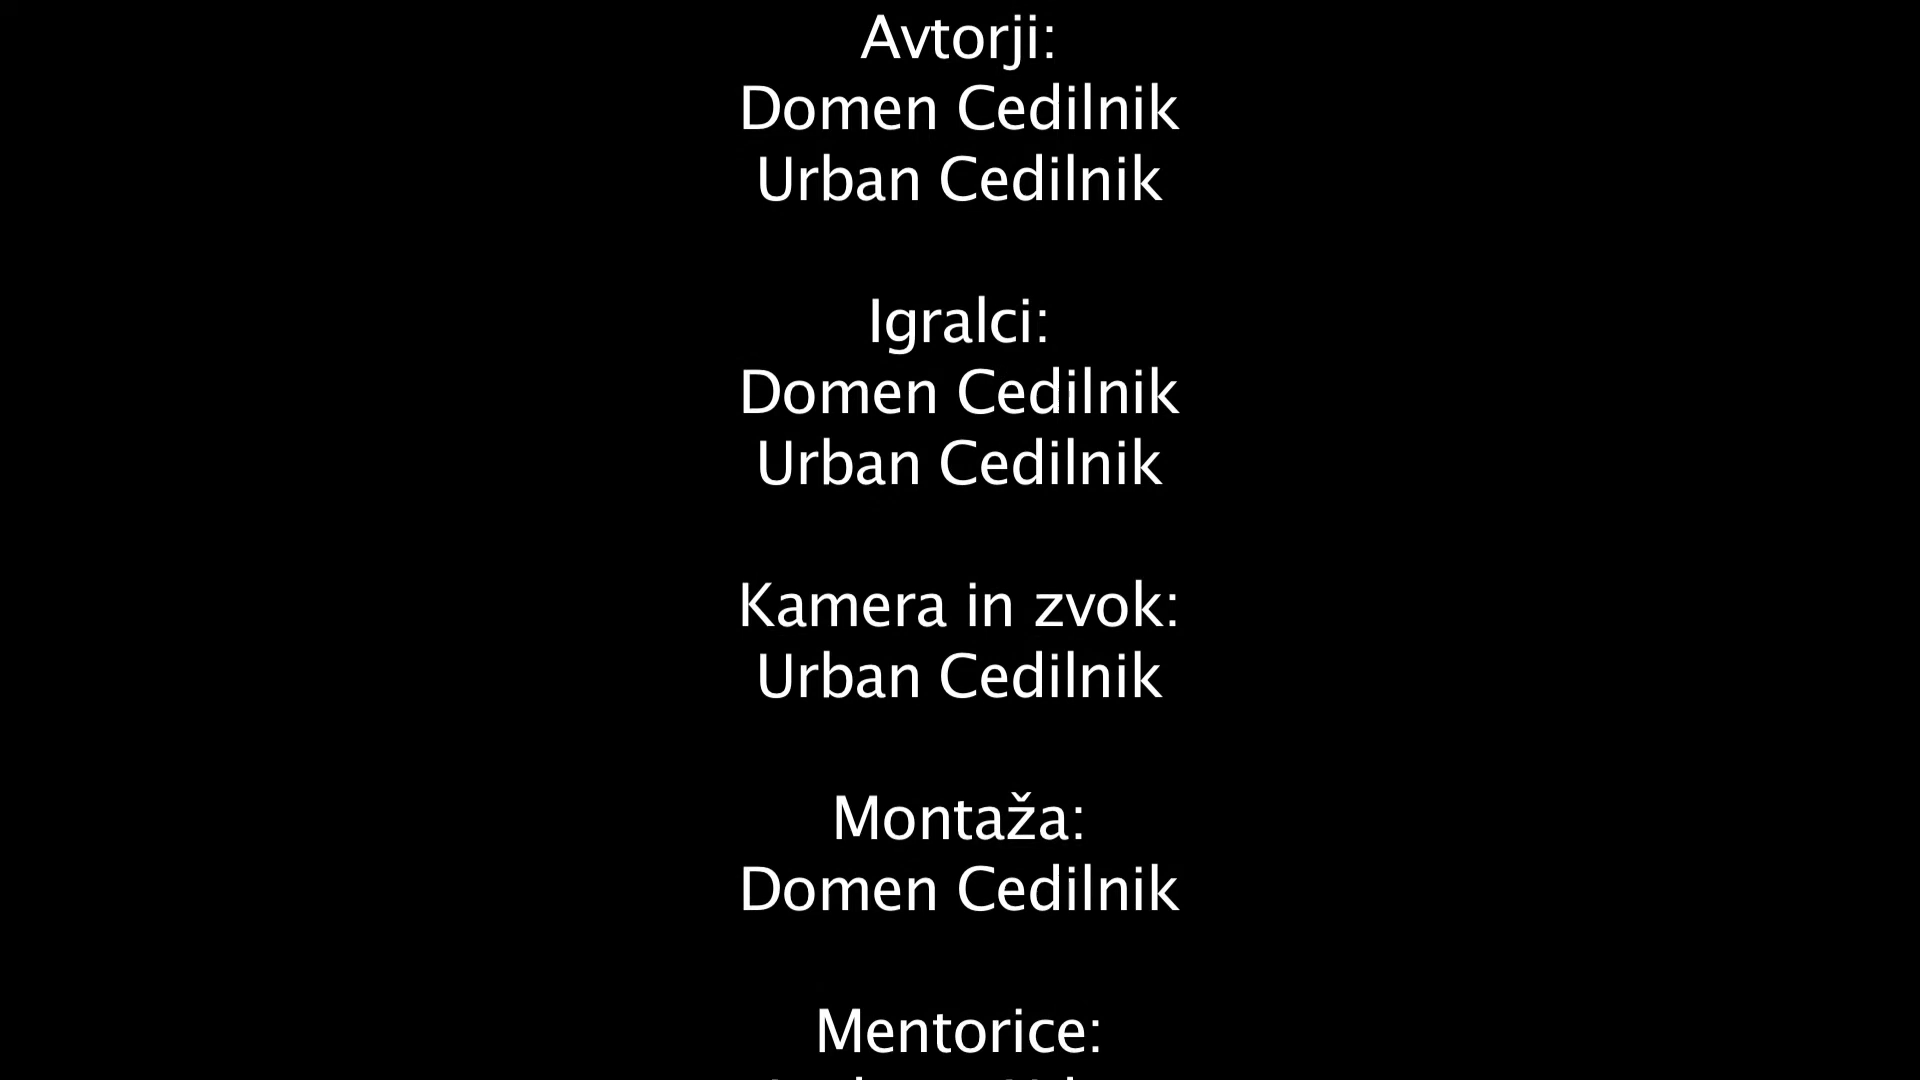 Avtorji:
Domen Cedilnik
Urban Cedilnik
Igralci:
Domen Cedilnik
Urban Cedilnik
Kamera in zvok:
Urban Cedilnik
Montaža:
Domen Cedilnik
Mentorice: